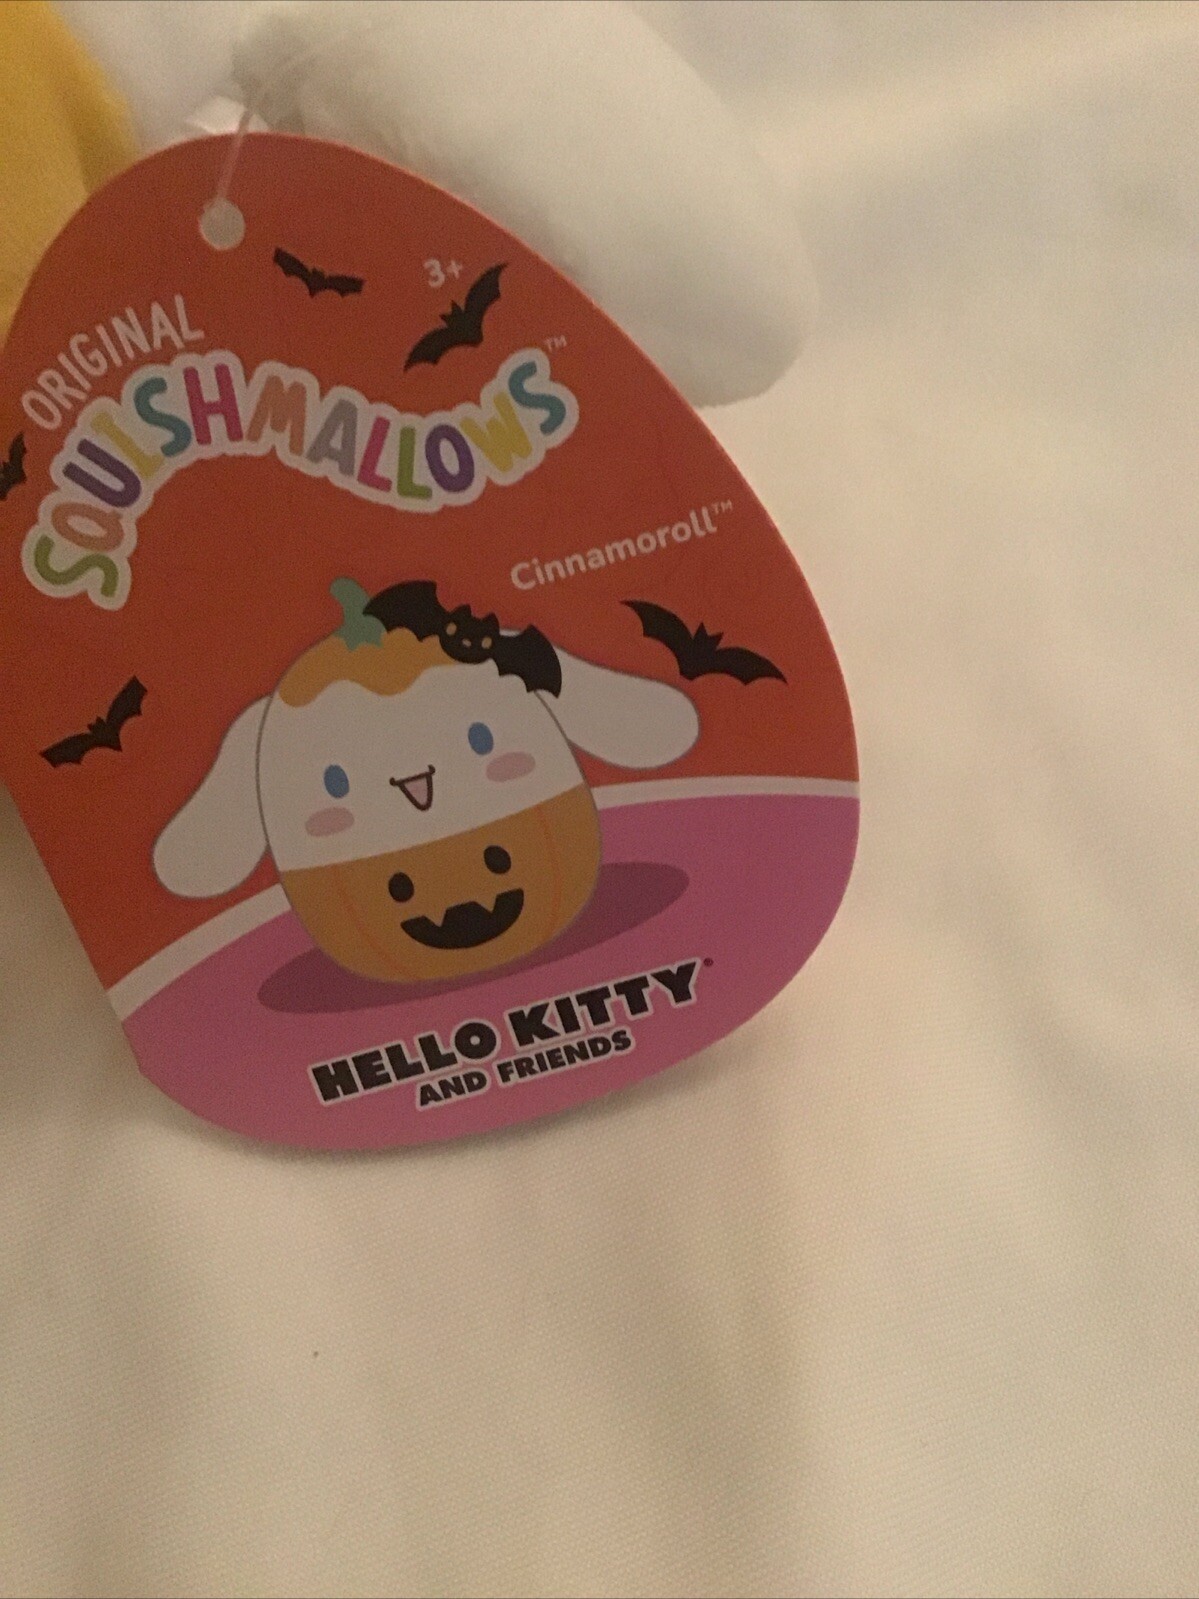 3+
ORIGINAL
SQUISHMALLOWS™
Cinnamoroll™
HELLO KITTY
AND FRIENDS